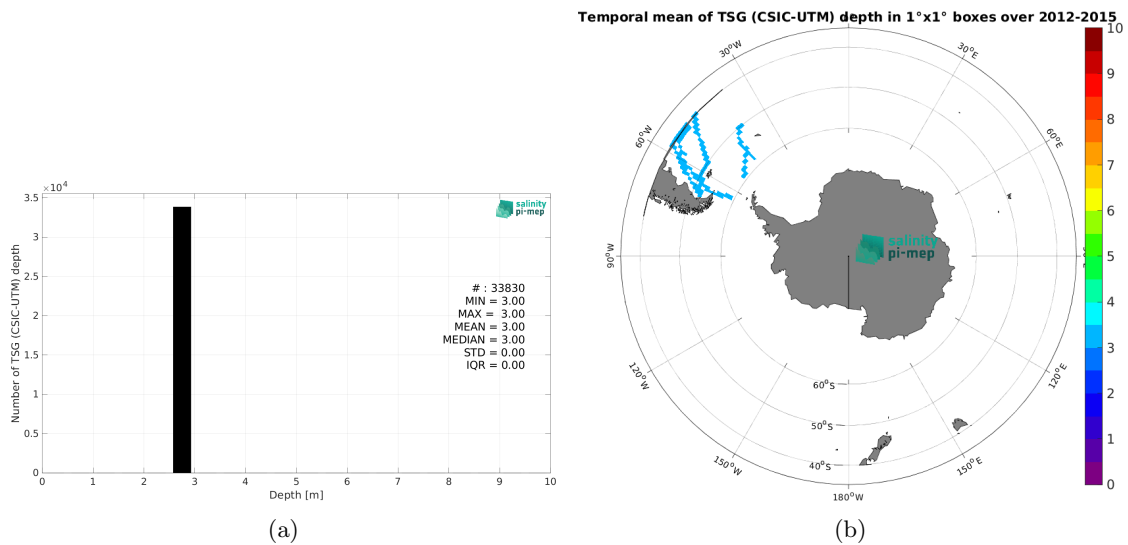 Temporal mean of TSG (CSIC-UTM) depth in 1°x1° boxes over 2012-2015
×10⁴
3.5
3
2.5
2
1.5
1
0.5
0
Number of TSG (CSIC-UTM) depth
salinity
pi-mep
# : 33830
MIN = 3.00
MAX = 3.00
MEAN = 3.00
MEDIAN = 3.00
STD = 0.00
IQR = 0.00
0 1 2 3 4 5 6 7 8 9 10
Depth [m]
(a)
30°W
30°E
60°W
60°E
90°W
salinity
pi-mep
120°W
120°E
150°W
150°E
180°W
60°S
50°S
40°S
10
9
8
7
6
5
4
3
2
1
0
(b)